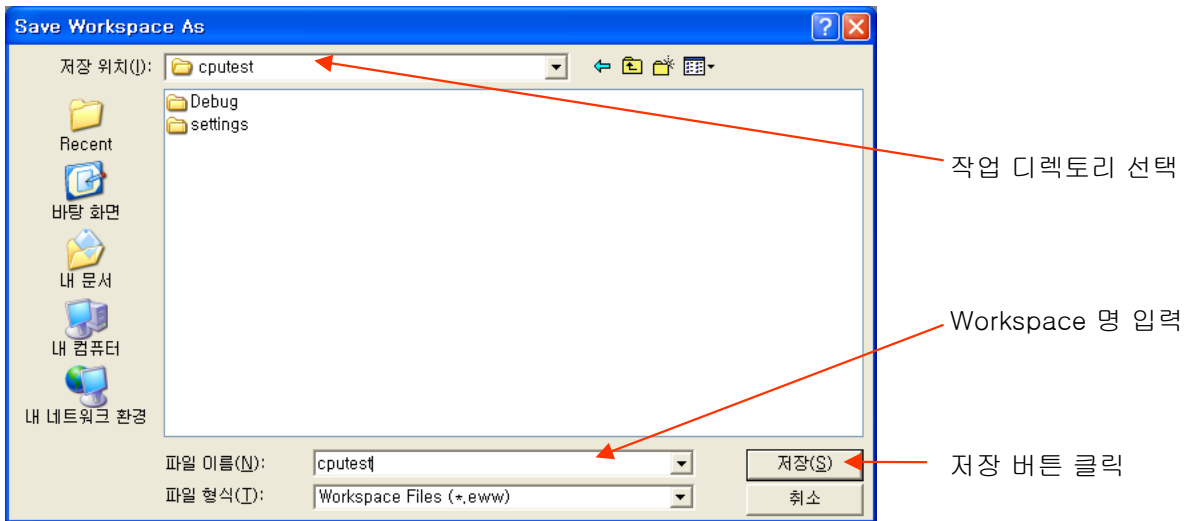 Save Workspace As
저장 위치(I): cputest
Debug
settings
Recent
바탕 화면
내 문서
내 컴퓨터
내 네트워크 환경
작업 디렉토리 선택
Workspace 명 입력
파일 이름(N): cputest 저장(S)
저장 버튼 클릭
파일 형식(T): Workspace Files (*.eww) 취소